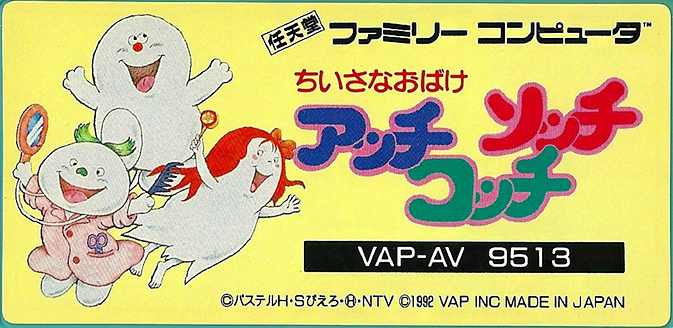 任天堂 ファミリー コンピュータ™
ちいさなおばけ
アッチ
コッチ
ソッチ
VAP-AV 9513
©パステルH・Sぴえろ・Ⓗ・NTV ©1992 VAP INC MADE IN JAPAN